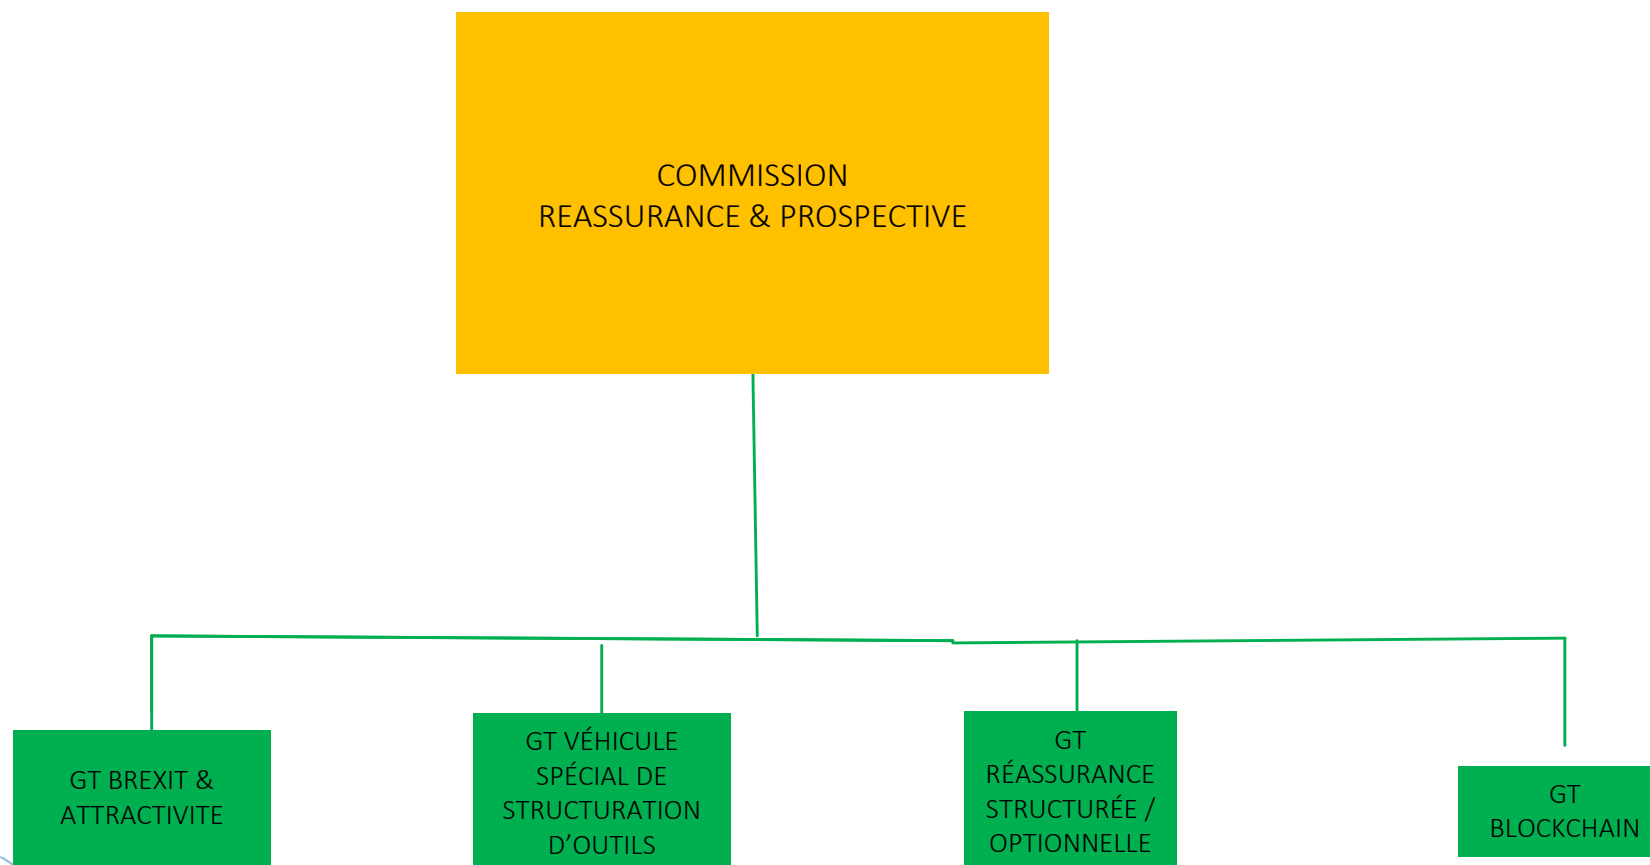 COMMISSION
REASSURANCE & PROSPECTIVE
GT BREXIT &
ATTRACTIVITE
GT VÉHICULE
SPÉCIAL DE
STRUCTURATION
D’OUTILS
GT
RÉASSURANCE
STRUCTURÉE /
OPTIONNELLE
GT
BLOCKCHAIN